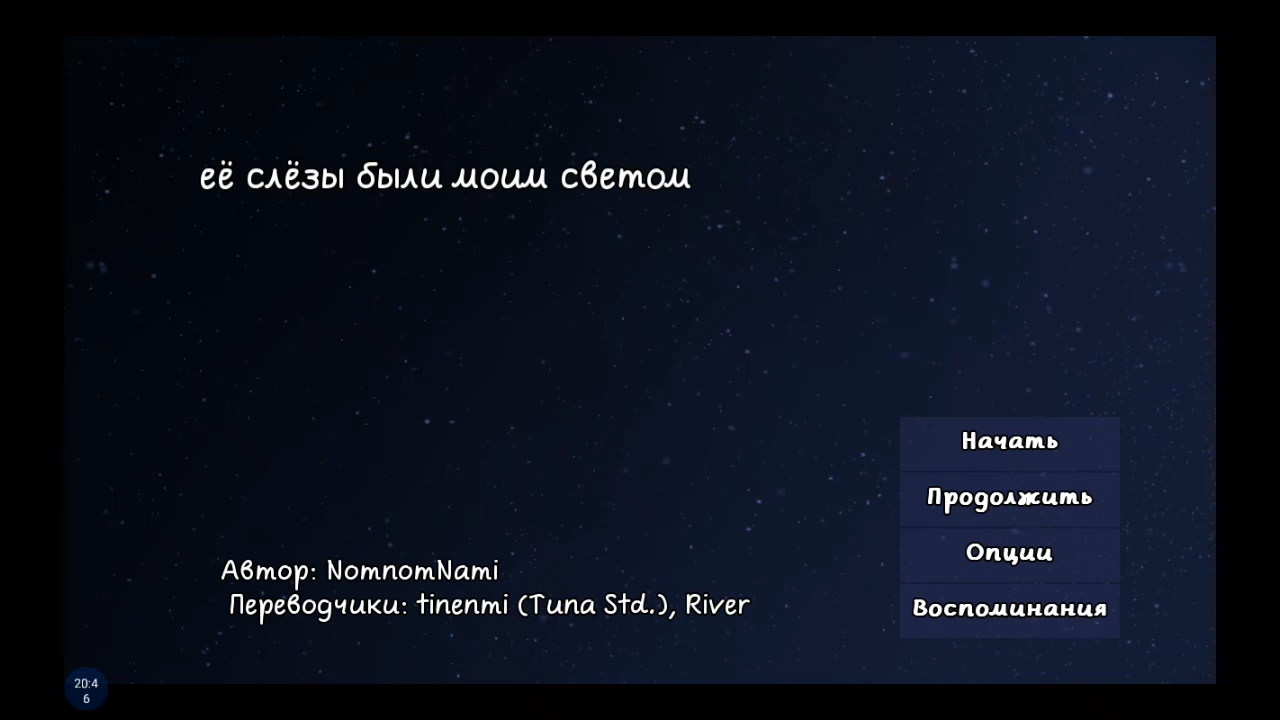 её слёзы были моим светом
Начать
Продолжить
Опции
Воспоминания
Автор: NomnomNami
Переводчики: tinenmi (Tuna Std.), River
20:4
6